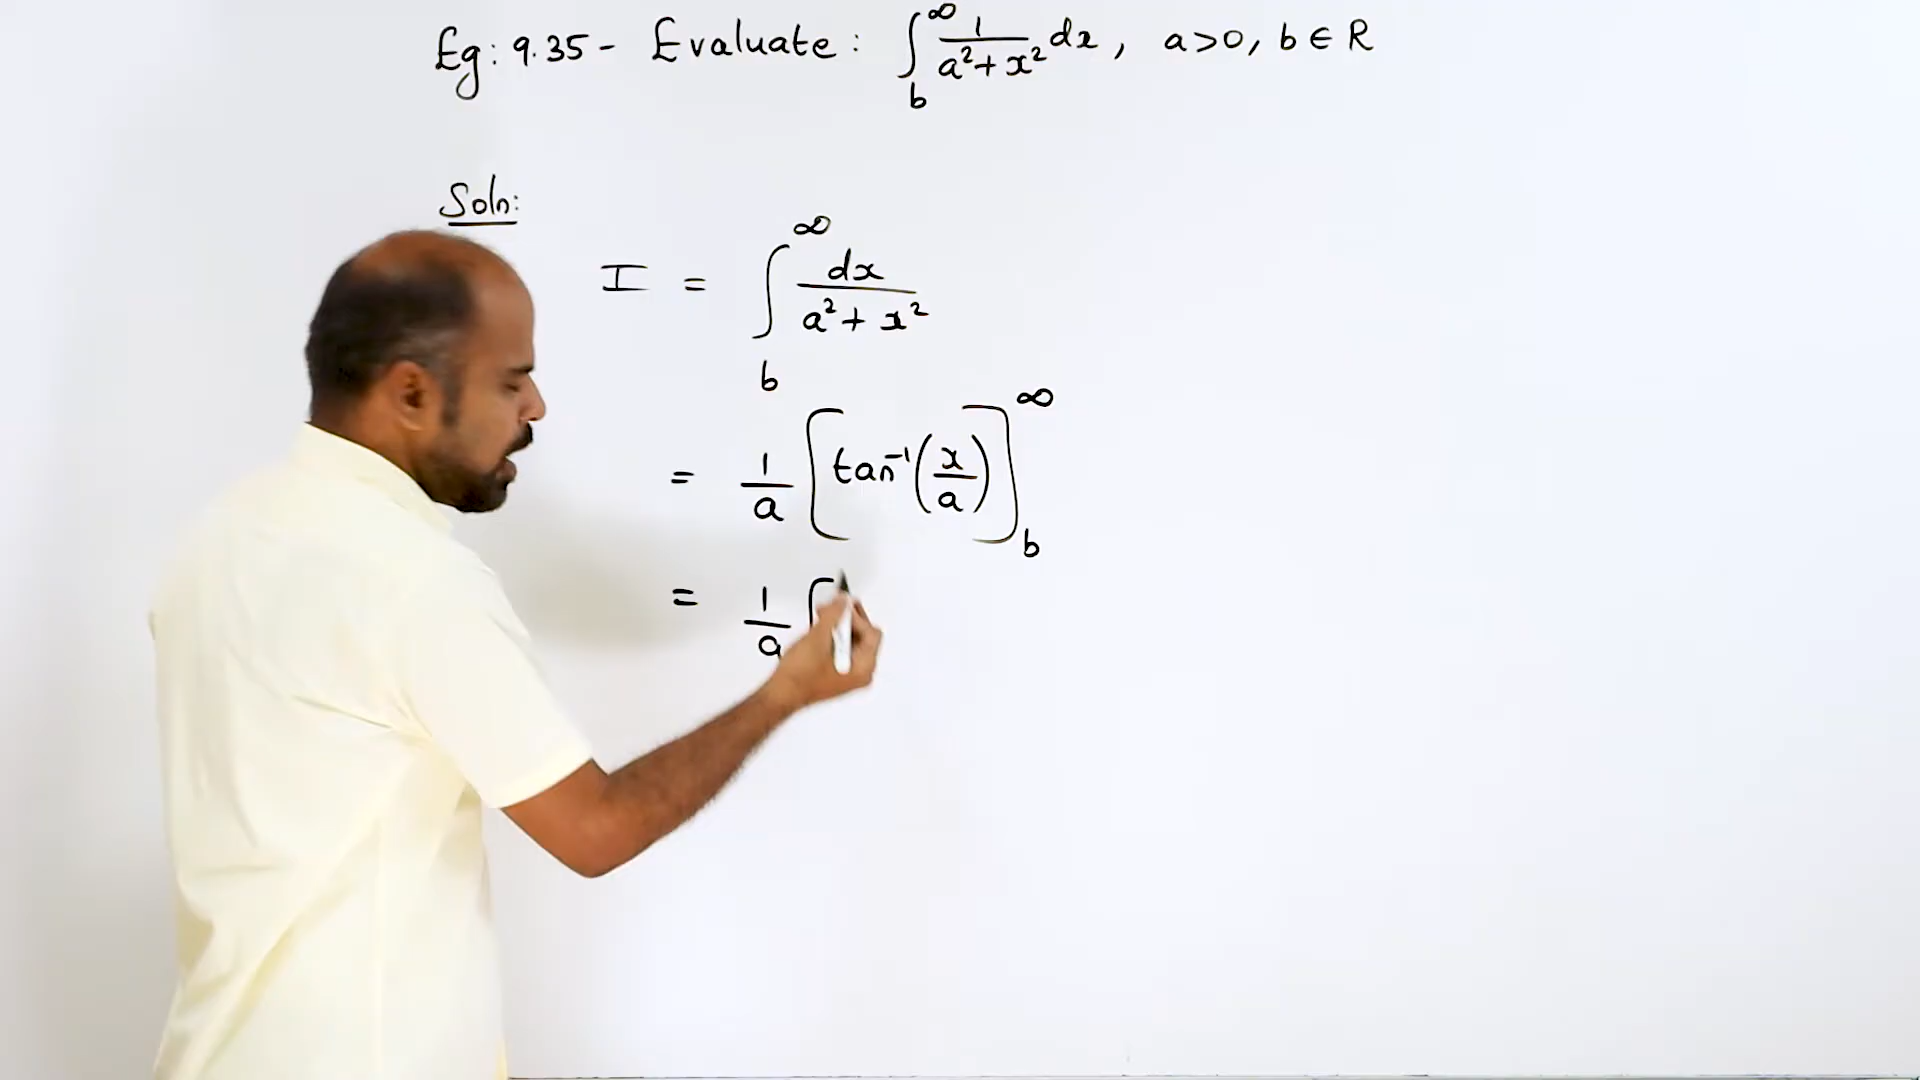 Eg: 9.35 - Evaluate : ∫_b^∞ 1/(a²+x²) dx, a>0, b∈R
Soln:
I = ∫_b^∞ dx/(a²+x²)
= 1/a [tan⁻¹(x/a)]_b^∞
= 1/a [